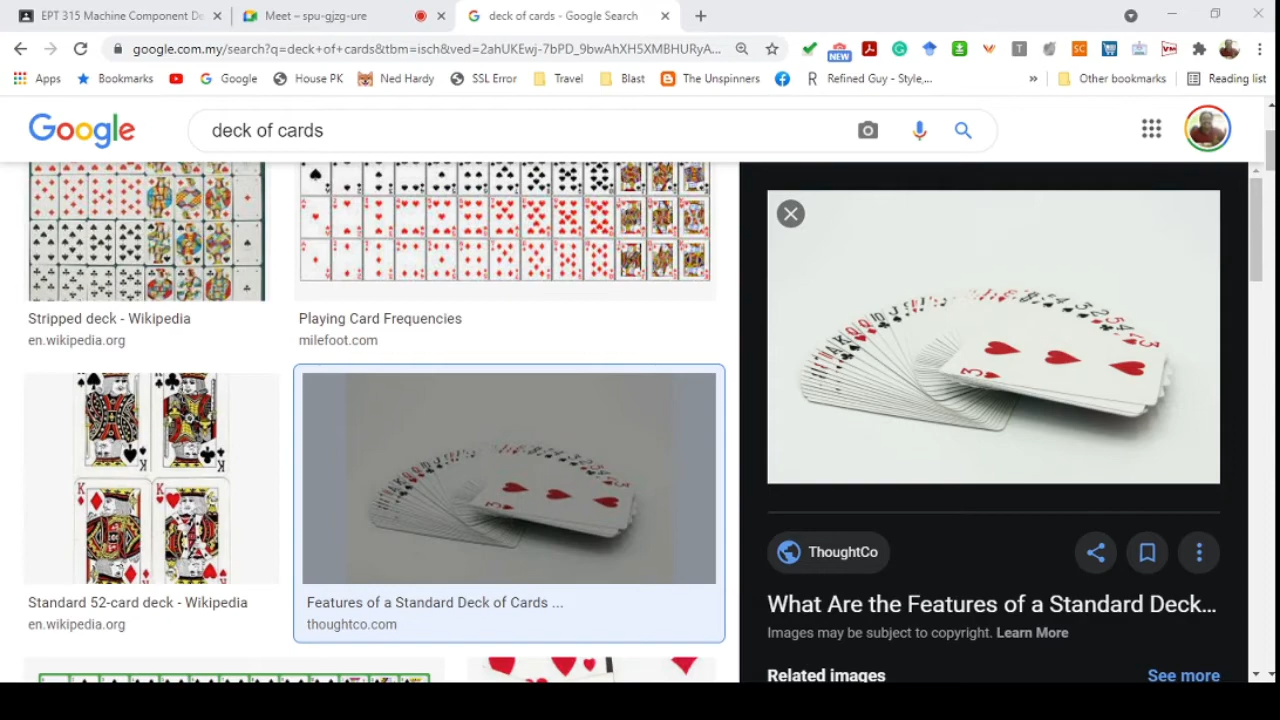 EPT 315 Machine Component De
Meet – spu-gjzg-ure
deck of cards - Google Search
google.com.my/search?q=deck+of+cards&tbm=isch&ved=2ahUKEwj-7bPD_9bwAhXH5XMBHURyA...
NEW
T
SC
VM
Apps
Bookmarks
Google
House PK
Ned Hardy
SSL Error
Travel
Blast
The Unspinners
R Refined Guy - Style,...
»
Other bookmarks
Reading list
Google
deck of cards
Stripped deck - Wikipedia
en.wikipedia.org
Playing Card Frequencies
milefoot.com
K
K
K
K
Standard 52-card deck - Wikipedia
en.wikipedia.org
Features of a Standard Deck of Cards ...
thoughtco.com
3
3
ThoughtCo
What Are the Features of a Standard Deck...
Images may be subject to copyright. Learn More
Related images
See more